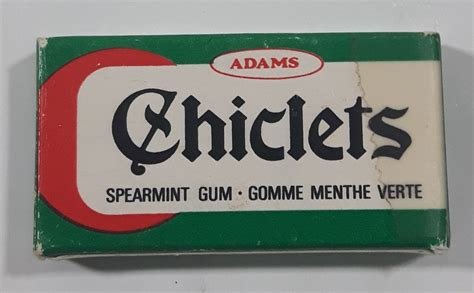 ADAMS
Chiclets
SPEARMINT GUM · GOMME MENTHE VERTE